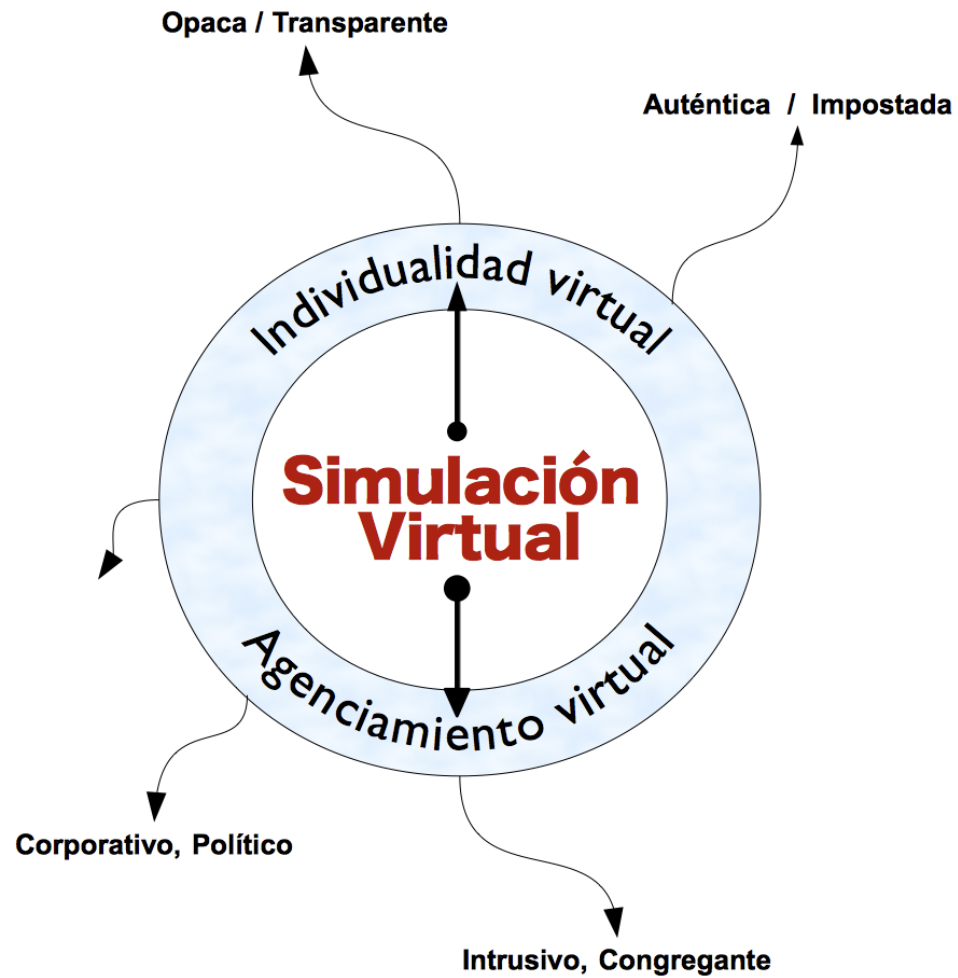 Opaca / Transparente
Auténtica / Impostada
Individualidad virtual
Simulación
Virtual
Agenciamiento virtual
Corporativo, Político
Intrusivo, Congregante